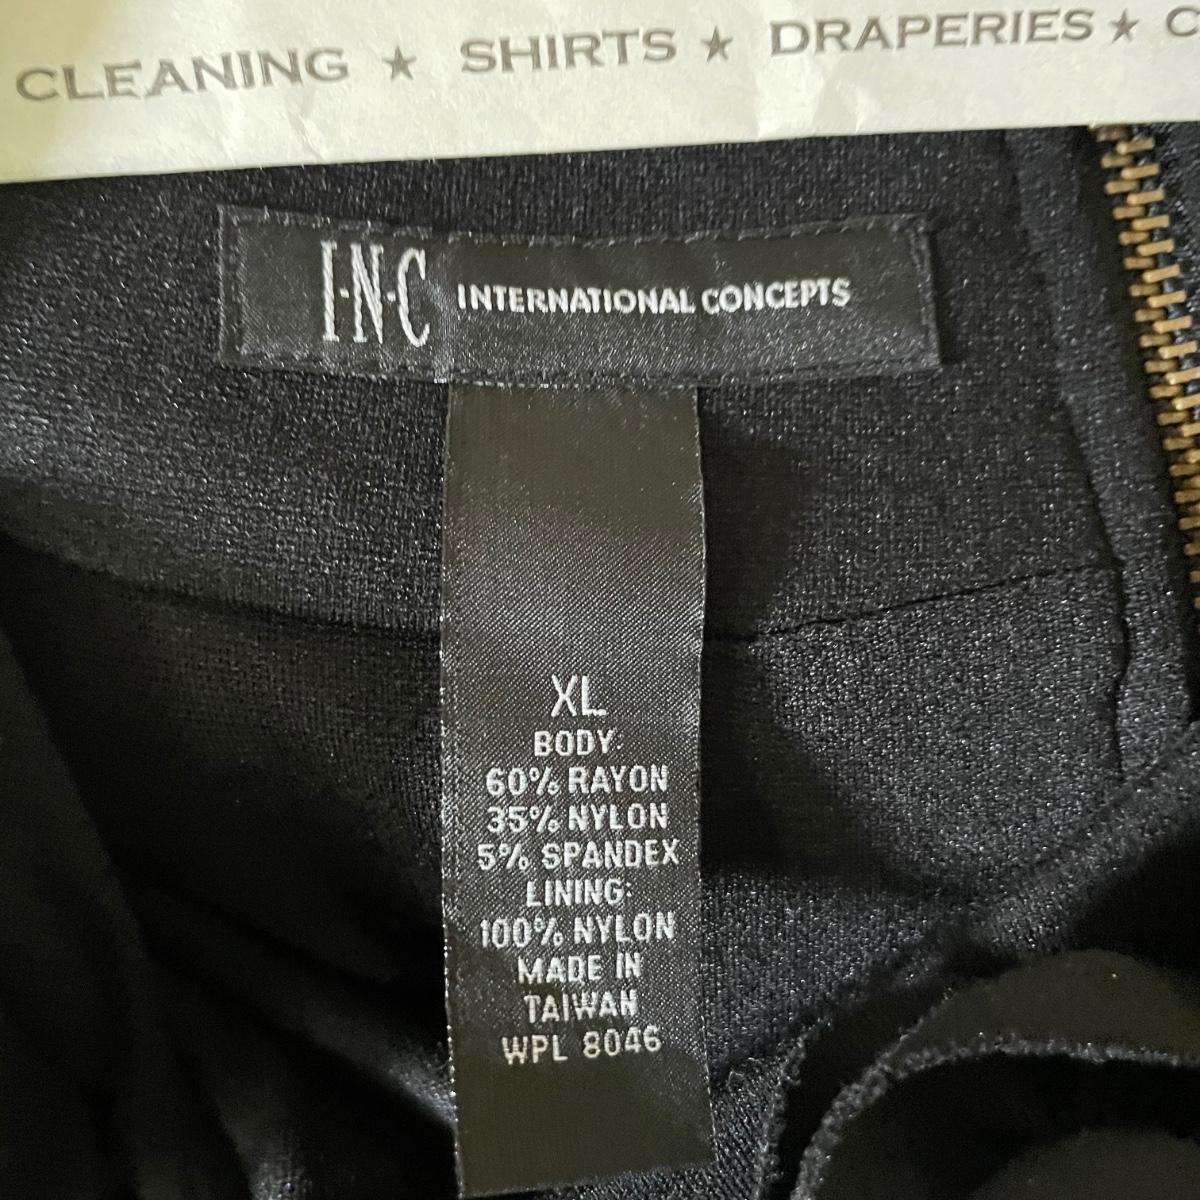 CLEANING ★ SHIRTS ★ DRAPERIES ★ C
I·N·C INTERNATIONAL CONCEPTS
XL
BODY:
60% RAYON
35% NYLON
5% SPANDEX
LINING:
100% NYLON
MADE IN
TAIWAN
WPL 8046